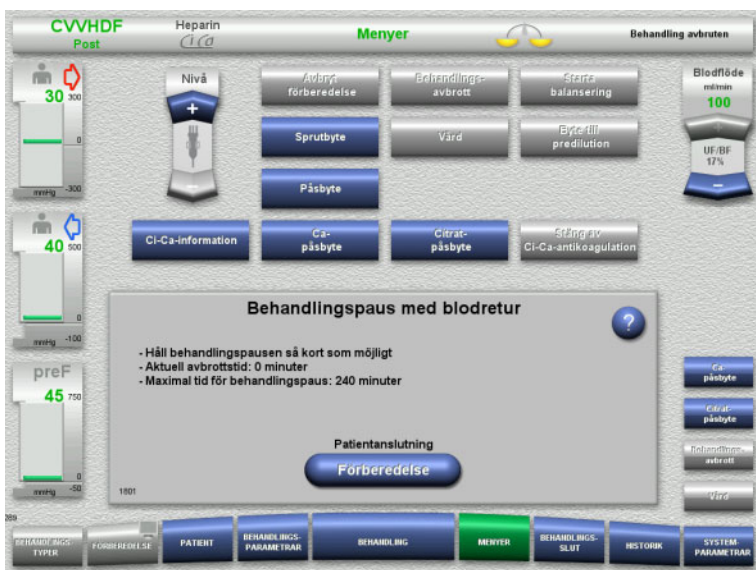 CVVHDF
Post
Heparin
Ci Ca
Menyer
Behandling avbruten
30
300
0
-300
mmHg
Nivå
+
−
Avbryt
förberedelse
Behandlings-
avbrott
Starta
balansering
Sprutbyte
Vård
Byte till
predilution
Påsbyte
Blodflöde
ml/min
100
+
UF/BF
17%
−
40
500
0
-100
mmHg
Ci-Ca-information
Ca-
påsbyte
Citrat-
påsbyte
Stäng av
Ci-Ca-antikoagulation
Behandlingspaus med blodretur
?
- Håll behandlingspausen så kort som möjligt
- Aktuell avbrottstid: 0 minuter
- Maximal tid för behandlingspaus: 240 minuter
Patientanslutning
Förberedelse
1801
preF
45
750
0
-50
mmHg
Ca-
påsbyte
Citrat-
påsbyte
Behandlings-
avbrott
Vård
389
BEHANDLINGS-
TYPER
FÖRBEREDELSE
PATIENT
BEHANDLINGS-
PARAMETRAR
BEHANDLING
MENYER
BEHANDLINGS-
SLUT
HISTORIK
SYSTEM-
PARAMETRAR